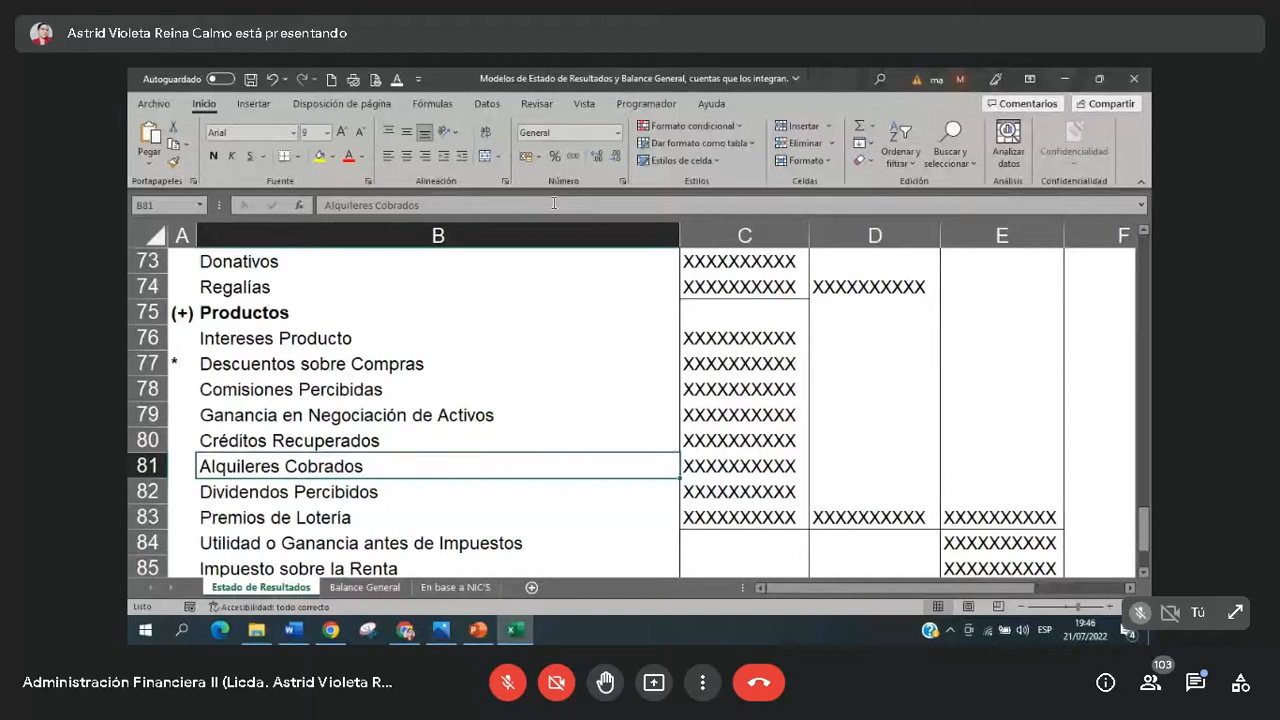 Astrid Violeta Reina Calmo está presentando
Autoguardado
Modelos de Estado de Resultados y Balance General, cuentas que los integran.
ma M
Archivo Inicio Insertar Disposición de página Fórmulas Datos Revisar Vista Programador Ayuda Comentarios Compartir
Pegar
Arial 9 A A
N K S A
General
% 000
Formato condicional
Dar formato como tabla
Estilos de celda
Insertar
Eliminar
Formato
Ordenar y filtrar
Buscar y seleccionar
Analizar datos
Confidencialidad
Portapapeles Fuente Alineación Número Estilos Celdas Edición Análisis Confidencialidad
B81 fx Alquileres Cobrados
A B C D E F
73 Donativos XXXXXXXXXX
74 Regalías XXXXXXXXXX XXXXXXXXXX
75 (+) Productos
76 Intereses Producto XXXXXXXXXX
77 * Descuentos sobre Compras XXXXXXXXXX
78 Comisiones Percibidas XXXXXXXXXX
79 Ganancia en Negociación de Activos XXXXXXXXXX
80 Créditos Recuperados XXXXXXXXXX
81 Alquileres Cobrados XXXXXXXXXX
82 Dividendos Percibidos XXXXXXXXXX
83 Premios de Lotería XXXXXXXXXX XXXXXXXXXX XXXXXXXXXX
84 Utilidad o Ganancia antes de Impuestos XXXXXXXXXX
85 Impuesto sobre la Renta XXXXXXXXXX
Estado de Resultados Balance General En base a NIC'S
Listo Accesibilidad: todo correcto
Tú
ESP
19:46
21/07/2022
4
Administración Financiera II (Licda. Astrid Violeta R...
103